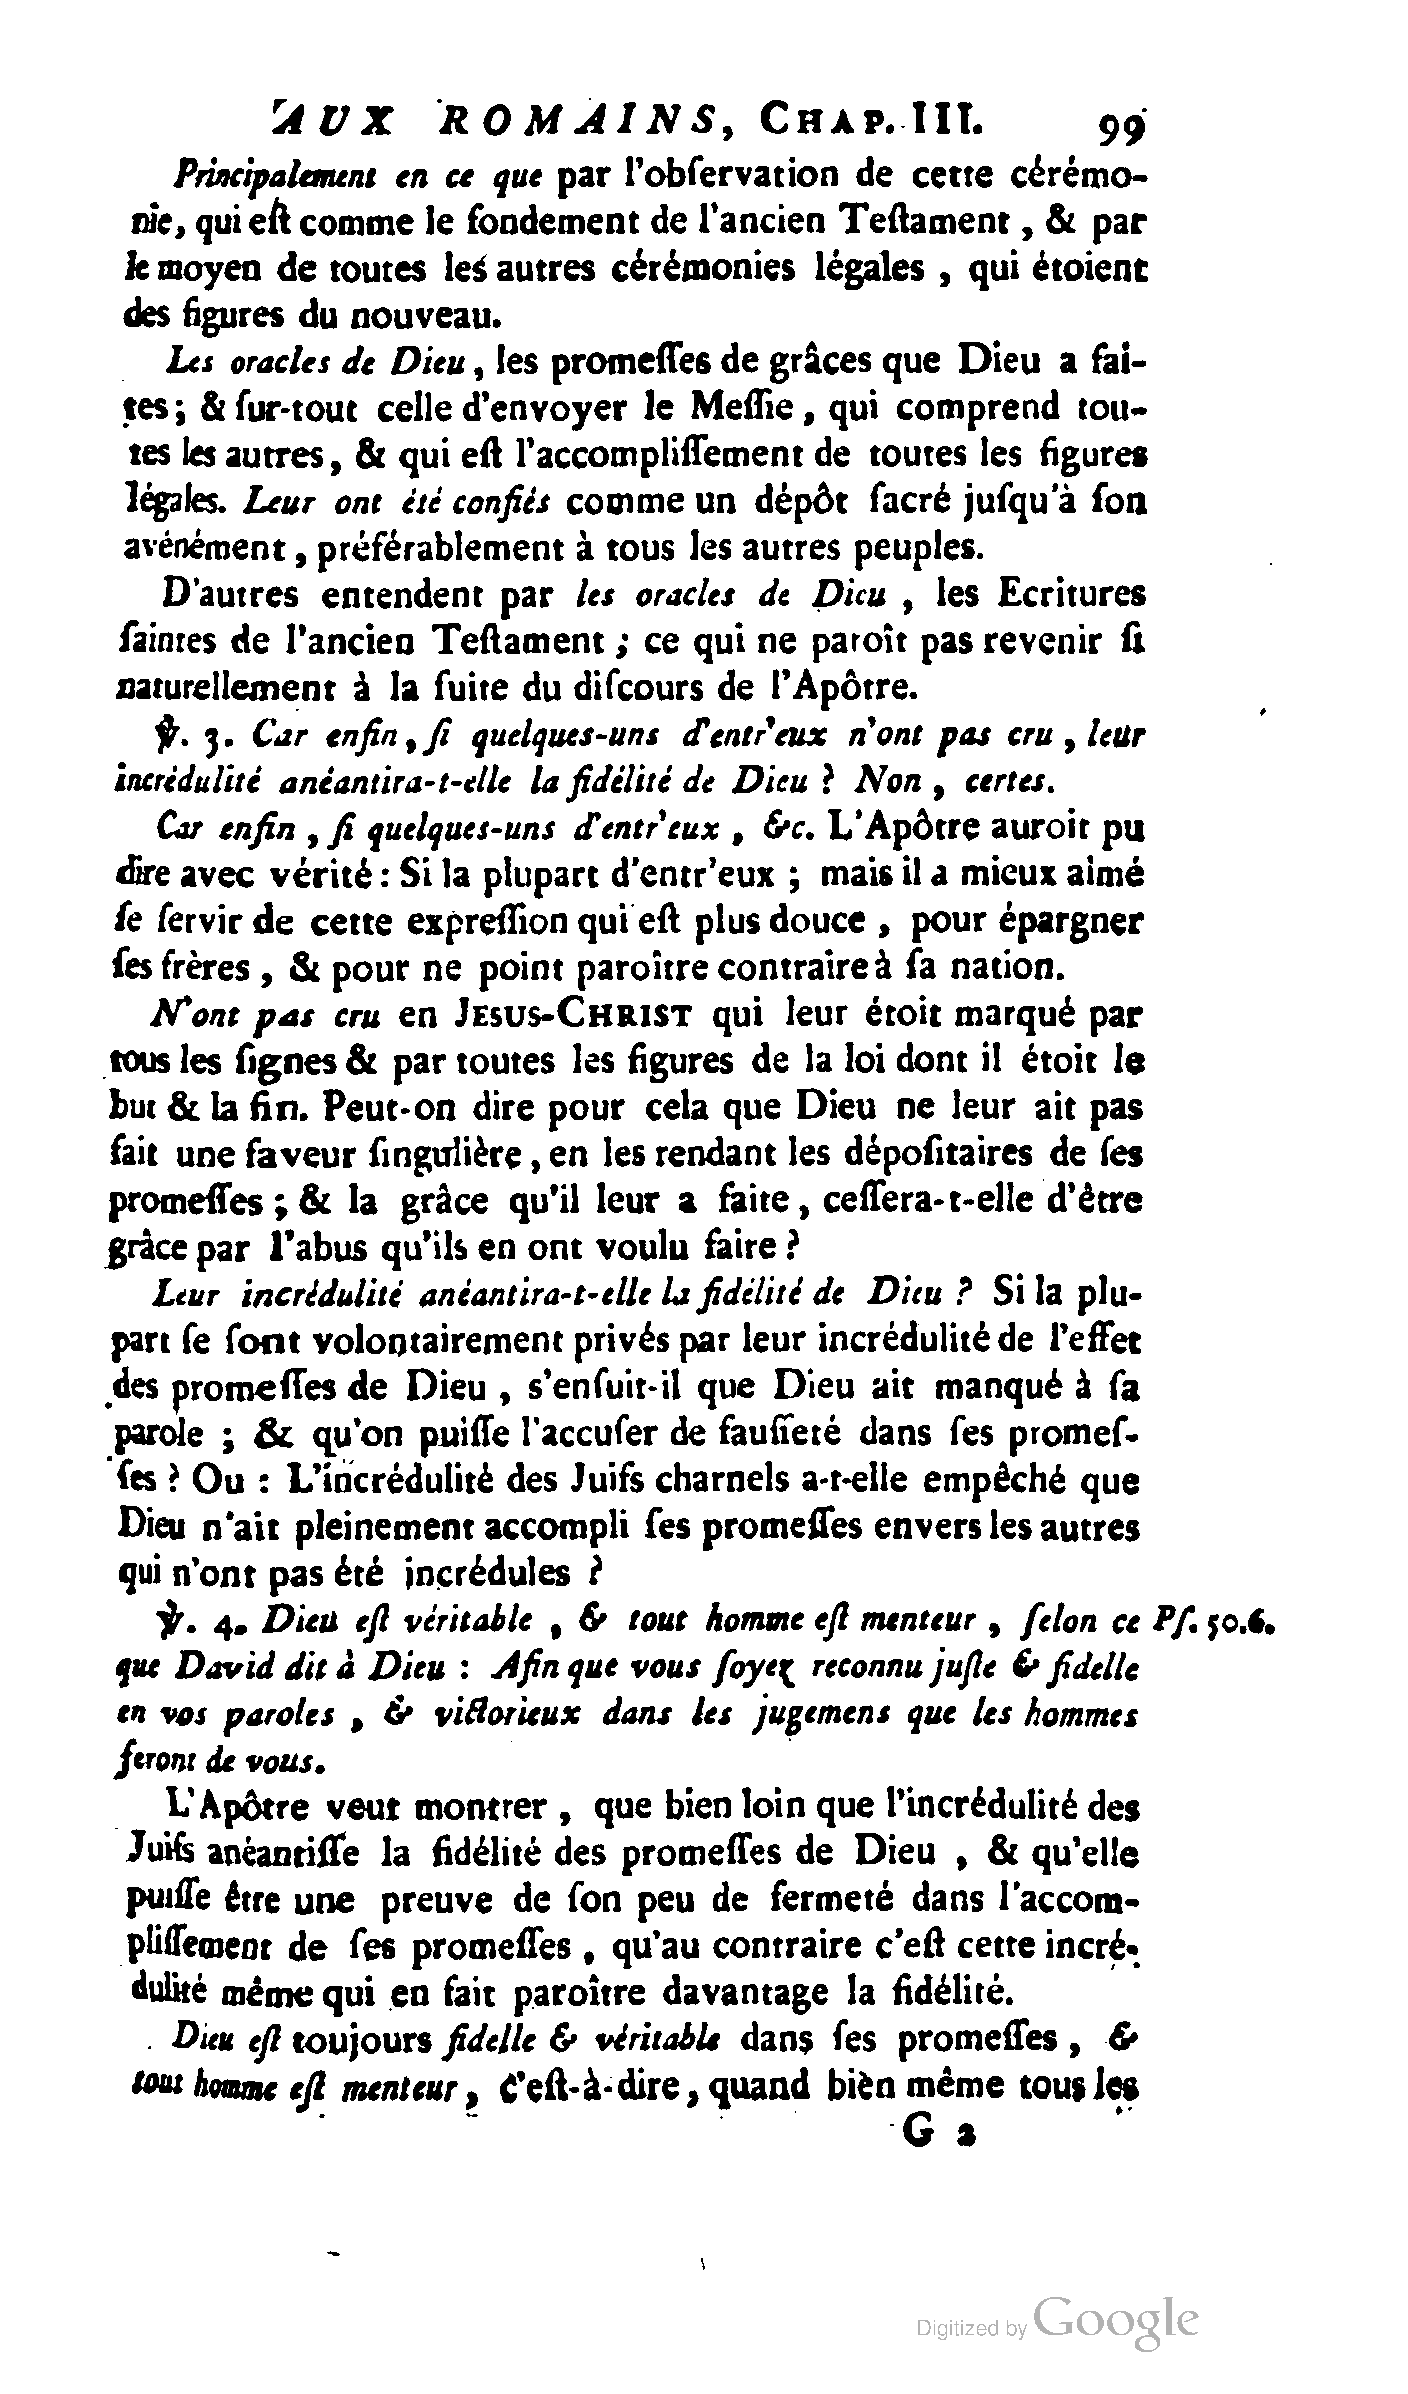 AUX ROMAINS, CHAP. III. 99
Principalement en ce que par l'obſervation de cette cérémo-
nie, qui eſt comme le fondement de l'ancien Teſtament, & par
le moyen de toutes les autres cérémonies légales, qui étoient
des figures du nouveau.
Les oracles de Dieu, les promeſſes de grâces que Dieu a fai-
tes; & ſur-tout celle d'envoyer le Meſſie, qui comprend tou-
tes les autres, & qui eſt l'accompliſſement de toutes les figures
légales. Leur ont été confiés comme un dépôt ſacré juſqu'à ſon
avénément, préférablement à tous les autres peuples.
D'autres entendent par les oracles de Dieu, les Ecritures
ſaintes de l'ancien Teſtament; ce qui ne paroît pas revenir ſi
naturellement à la ſuite du diſcours de l'Apôtre.
℣. 3. Car enfin, ſi quelques-uns d'entr'eux n'ont pas cru, leur
incrédulité anéantira-t-elle la fidélité de Dieu? Non, certes.
Car enfin, ſi quelques-uns d'entr'eux, &c. L'Apôtre auroit pu
dire avec vérité: Si la plupart d'entr'eux; mais il a mieux aimé
ſe ſervir de cette expreſſion qui eſt plus douce, pour épargner
ſes frères, & pour ne point paroître contraire à ſa nation.
N'ont pas cru en JESUS-CHRIST qui leur étoit marqué par
tous les ſignes & par toutes les figures de la loi dont il étoit le
but & la fin. Peut-on dire pour cela que Dieu ne leur ait pas
fait une faveur ſingulière, en les rendant les dépoſitaires de ſes
promeſſes; & la grâce qu'il leur a faite, ceſſera-t-elle d'être
grâce par l'abus qu'ils en ont voulu faire?
Leur incrédulité anéantira-t-elle la fidélité de Dieu? Si la plu-
part ſe ſont volontairement privés par leur incrédulité de l'effet
des promeſſes de Dieu, s'enſuit-il que Dieu ait manqué à ſa
parole; & qu'on puiſſe l'accuſer de fauſſeté dans ſes promeſ-
ſes? Ou: L'incrédulité des Juifs charnels a-t-elle empêché que
Dieu n'ait pleinement accompli ſes promeſſes envers les autres
qui n'ont pas été incrédules?
℣. 4. Dieu eſt véritable, & tout homme eſt menteur, ſelon ce Pſ. 50.6.
que David dit à Dieu: Afin que vous ſoyez reconnu juſte & fidelle
en vos paroles, & victorieux dans les jugemens que les hommes
feront de vous.
L'Apôtre veut montrer, que bien loin que l'incrédulité des
Juifs anéantiſſe la fidélité des promeſſes de Dieu, & qu'elle
puiſſe être une preuve de ſon peu de fermeté dans l'accom-
pliſſement de ſes promeſſes, qu'au contraire c'eſt cette incré-
dulité même qui en fait paroître davantage la fidélité.
Dieu eſt toujours fidelle & véritable dans ſes promeſſes, &
tout homme eſt menteur, c'eſt-à-dire, quand bien même tous les
G 2
Digitized by Google